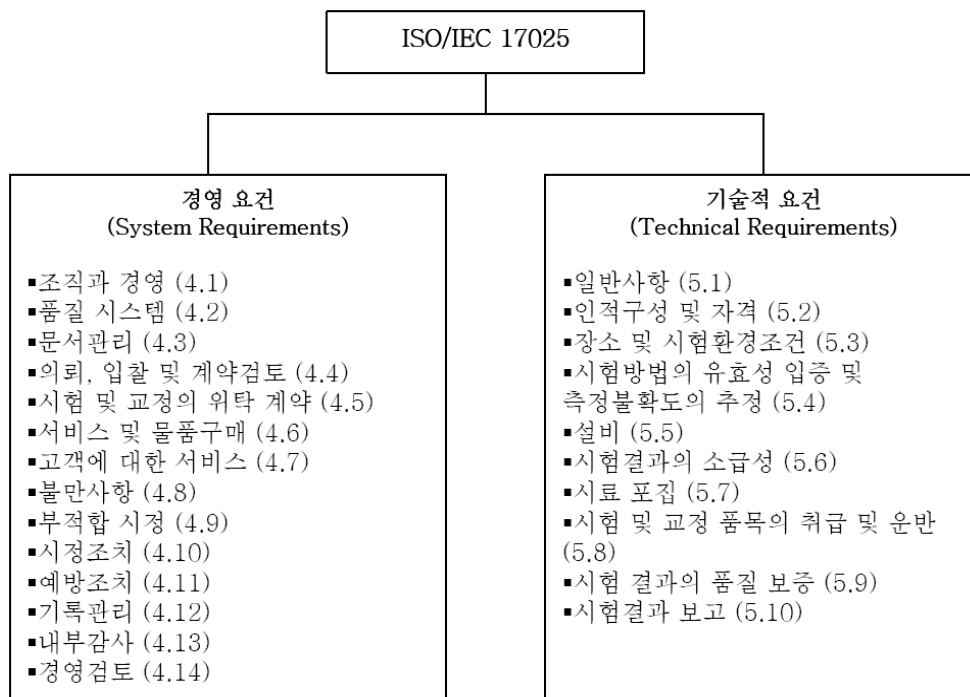 ISO/IEC 17025
경영 요건
(System Requirements)
▪조직과 경영 (4.1)
▪품질 시스템 (4.2)
▪문서관리 (4.3)
▪의뢰, 입찰 및 계약검토 (4.4)
▪시험 및 교정의 위탁 계약 (4.5)
▪서비스 및 물품구매 (4.6)
▪고객에 대한 서비스 (4.7)
▪불만사항 (4.8)
▪부적합 시정 (4.9)
▪시정조치 (4.10)
▪예방조치 (4.11)
▪기록관리 (4.12)
▪내부감사 (4.13)
▪경영검토 (4.14)
기술적 요건
(Technical Requirements)
▪일반사항 (5.1)
▪인적구성 및 자격 (5.2)
▪장소 및 시험환경조건 (5.3)
▪시험방법의 유효성 입증 및
측정불확도의 추정 (5.4)
▪설비 (5.5)
▪시험결과의 소급성 (5.6)
▪시료 포집 (5.7)
▪시험 및 교정 품목의 취급 및 운반
(5.8)
▪시험 결과의 품질 보증 (5.9)
▪시험결과 보고 (5.10)